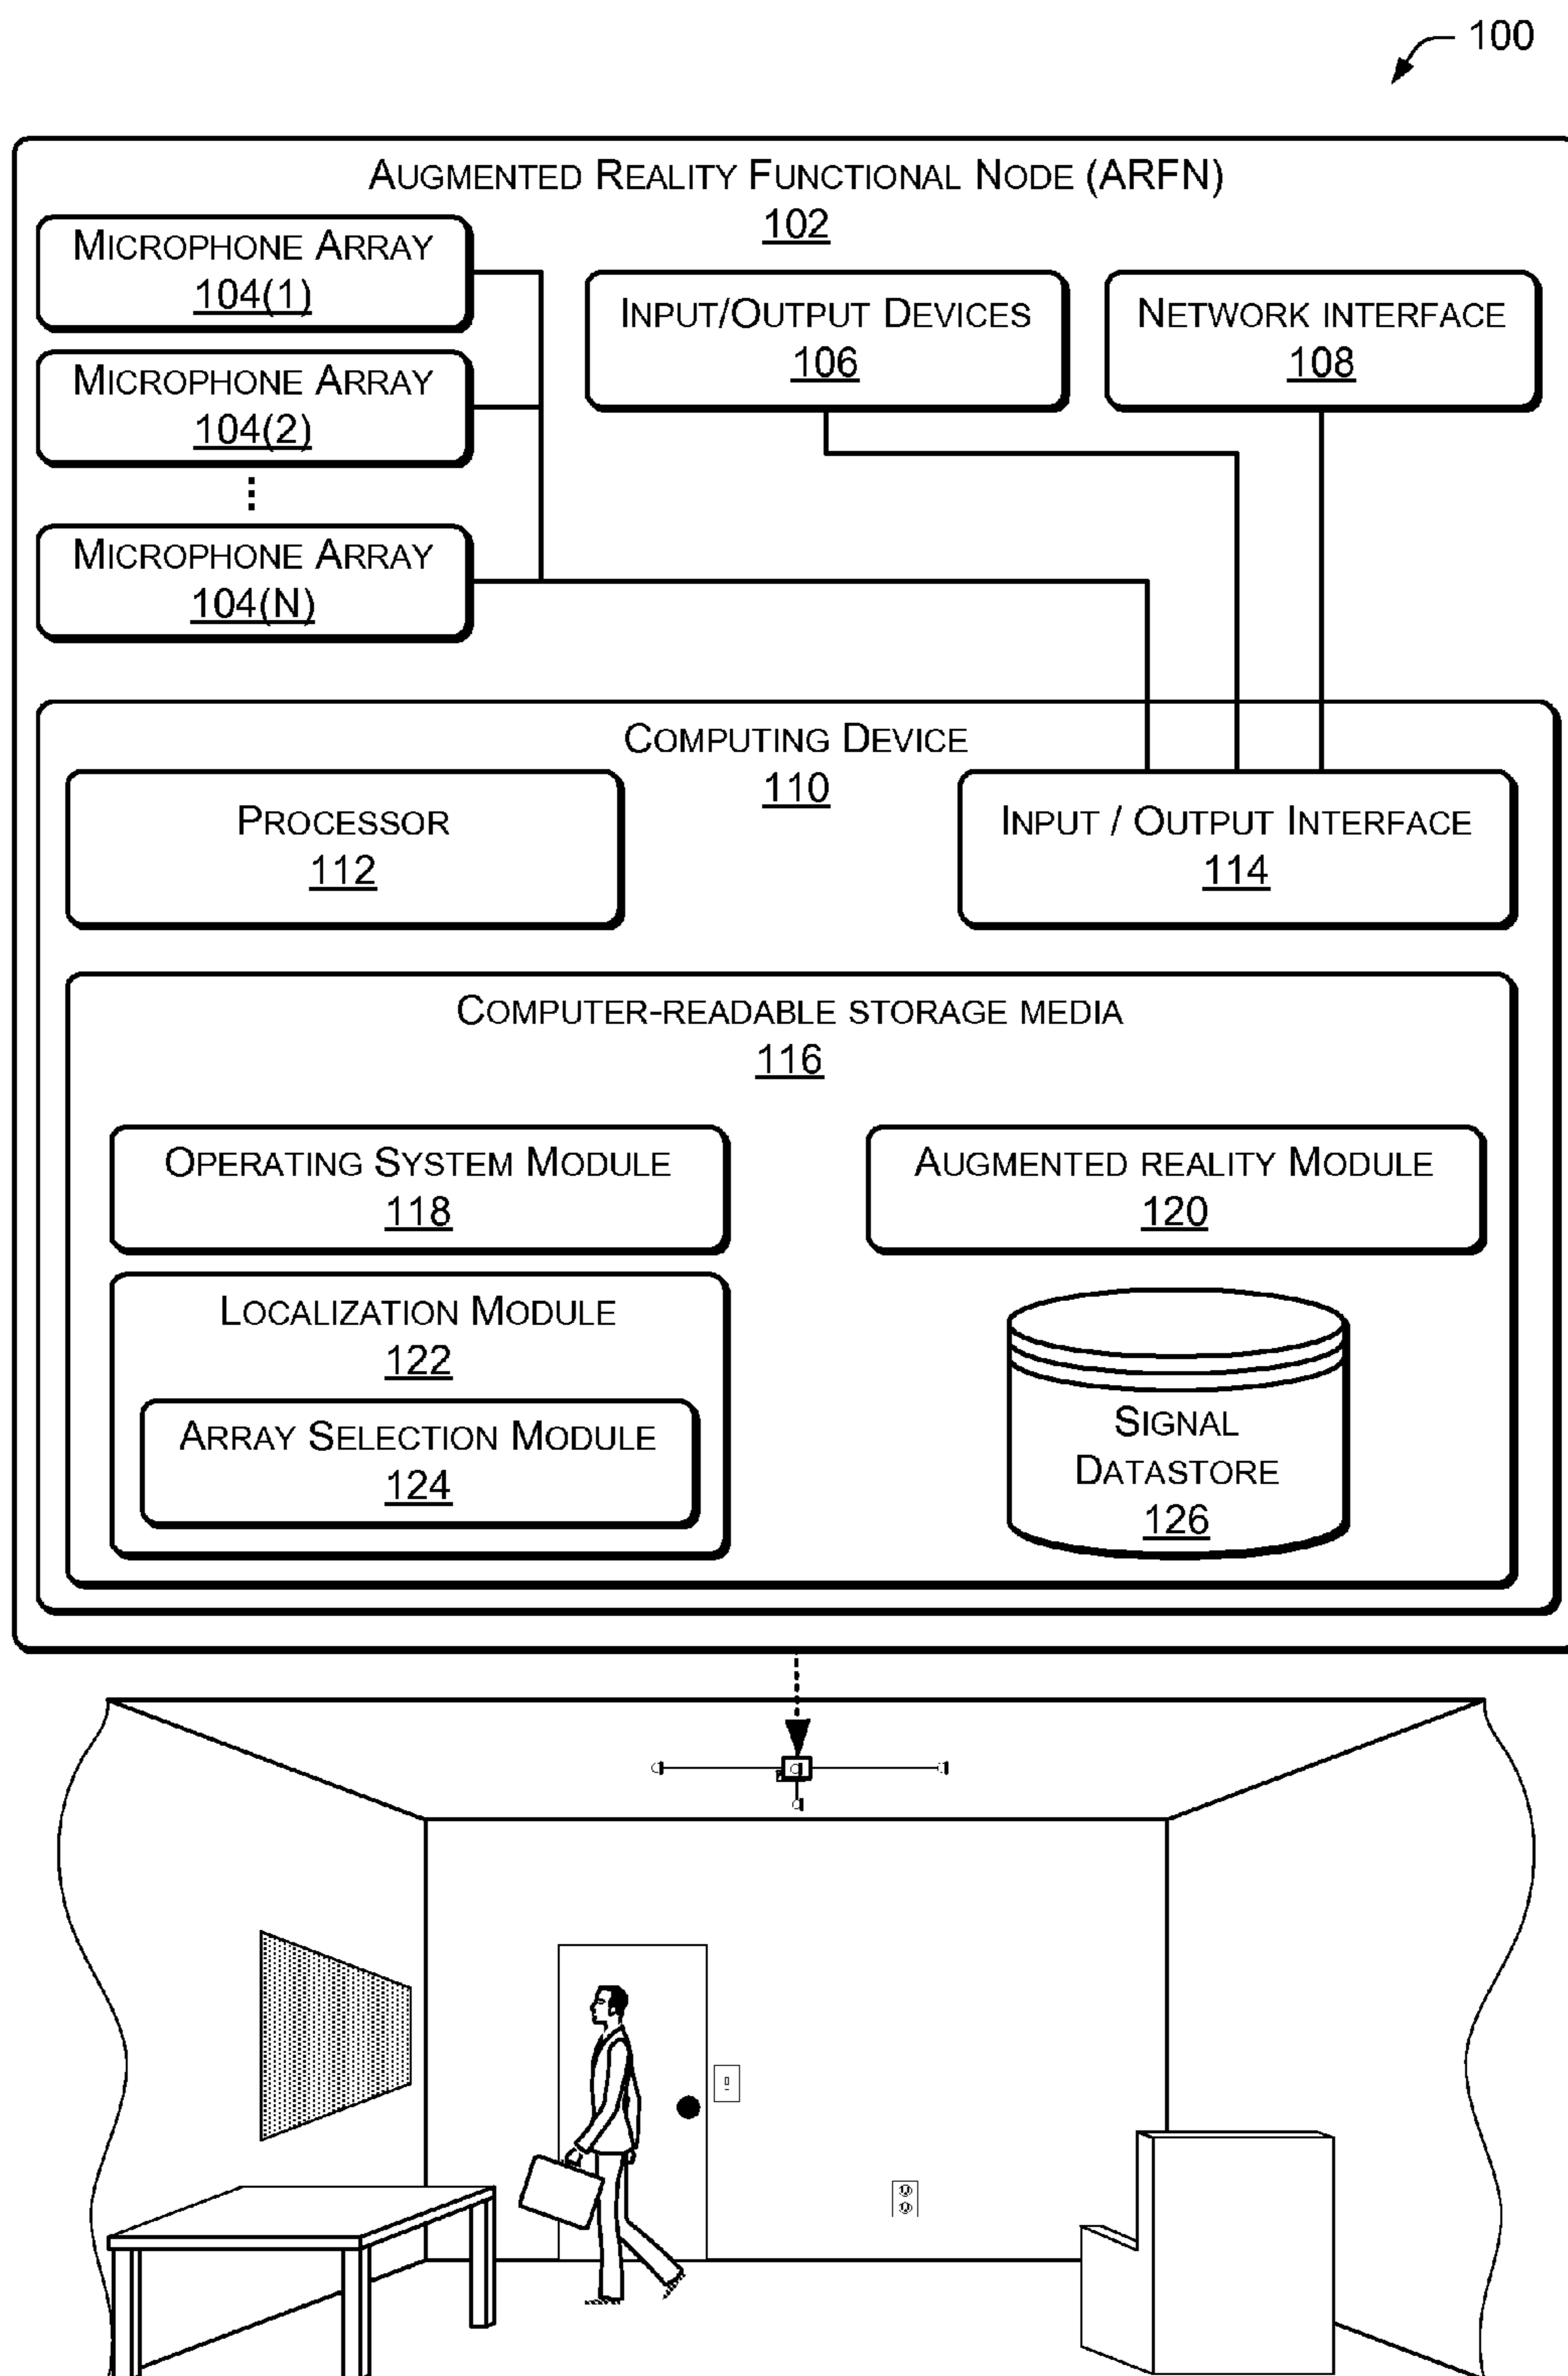 100
AUGMENTED REALITY FUNCTIONAL NODE (ARFN)
102
MICROPHONE ARRAY
104(1)
MICROPHONE ARRAY
104(2)
MICROPHONE ARRAY
104(N)
INPUT/OUTPUT DEVICES
106
NETWORK INTERFACE
108
COMPUTING DEVICE
110
PROCESSOR
112
INPUT / OUTPUT INTERFACE
114
COMPUTER-READABLE STORAGE MEDIA
116
OPERATING SYSTEM MODULE
118
AUGMENTED REALITY MODULE
120
LOCALIZATION MODULE
122
ARRAY SELECTION MODULE
124
SIGNAL
DATASTORE
126